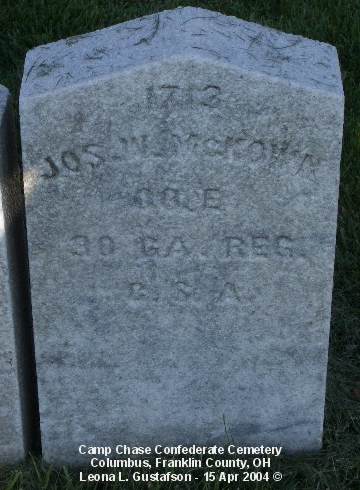 1713
JOS. W. McKOWN
CO. E
30 GA. REG.
C. S. A.
Camp Chase Confederate Cemetery
Columbus, Franklin County, OH
Leona L. Gustafson - 15 Apr 2004 ©